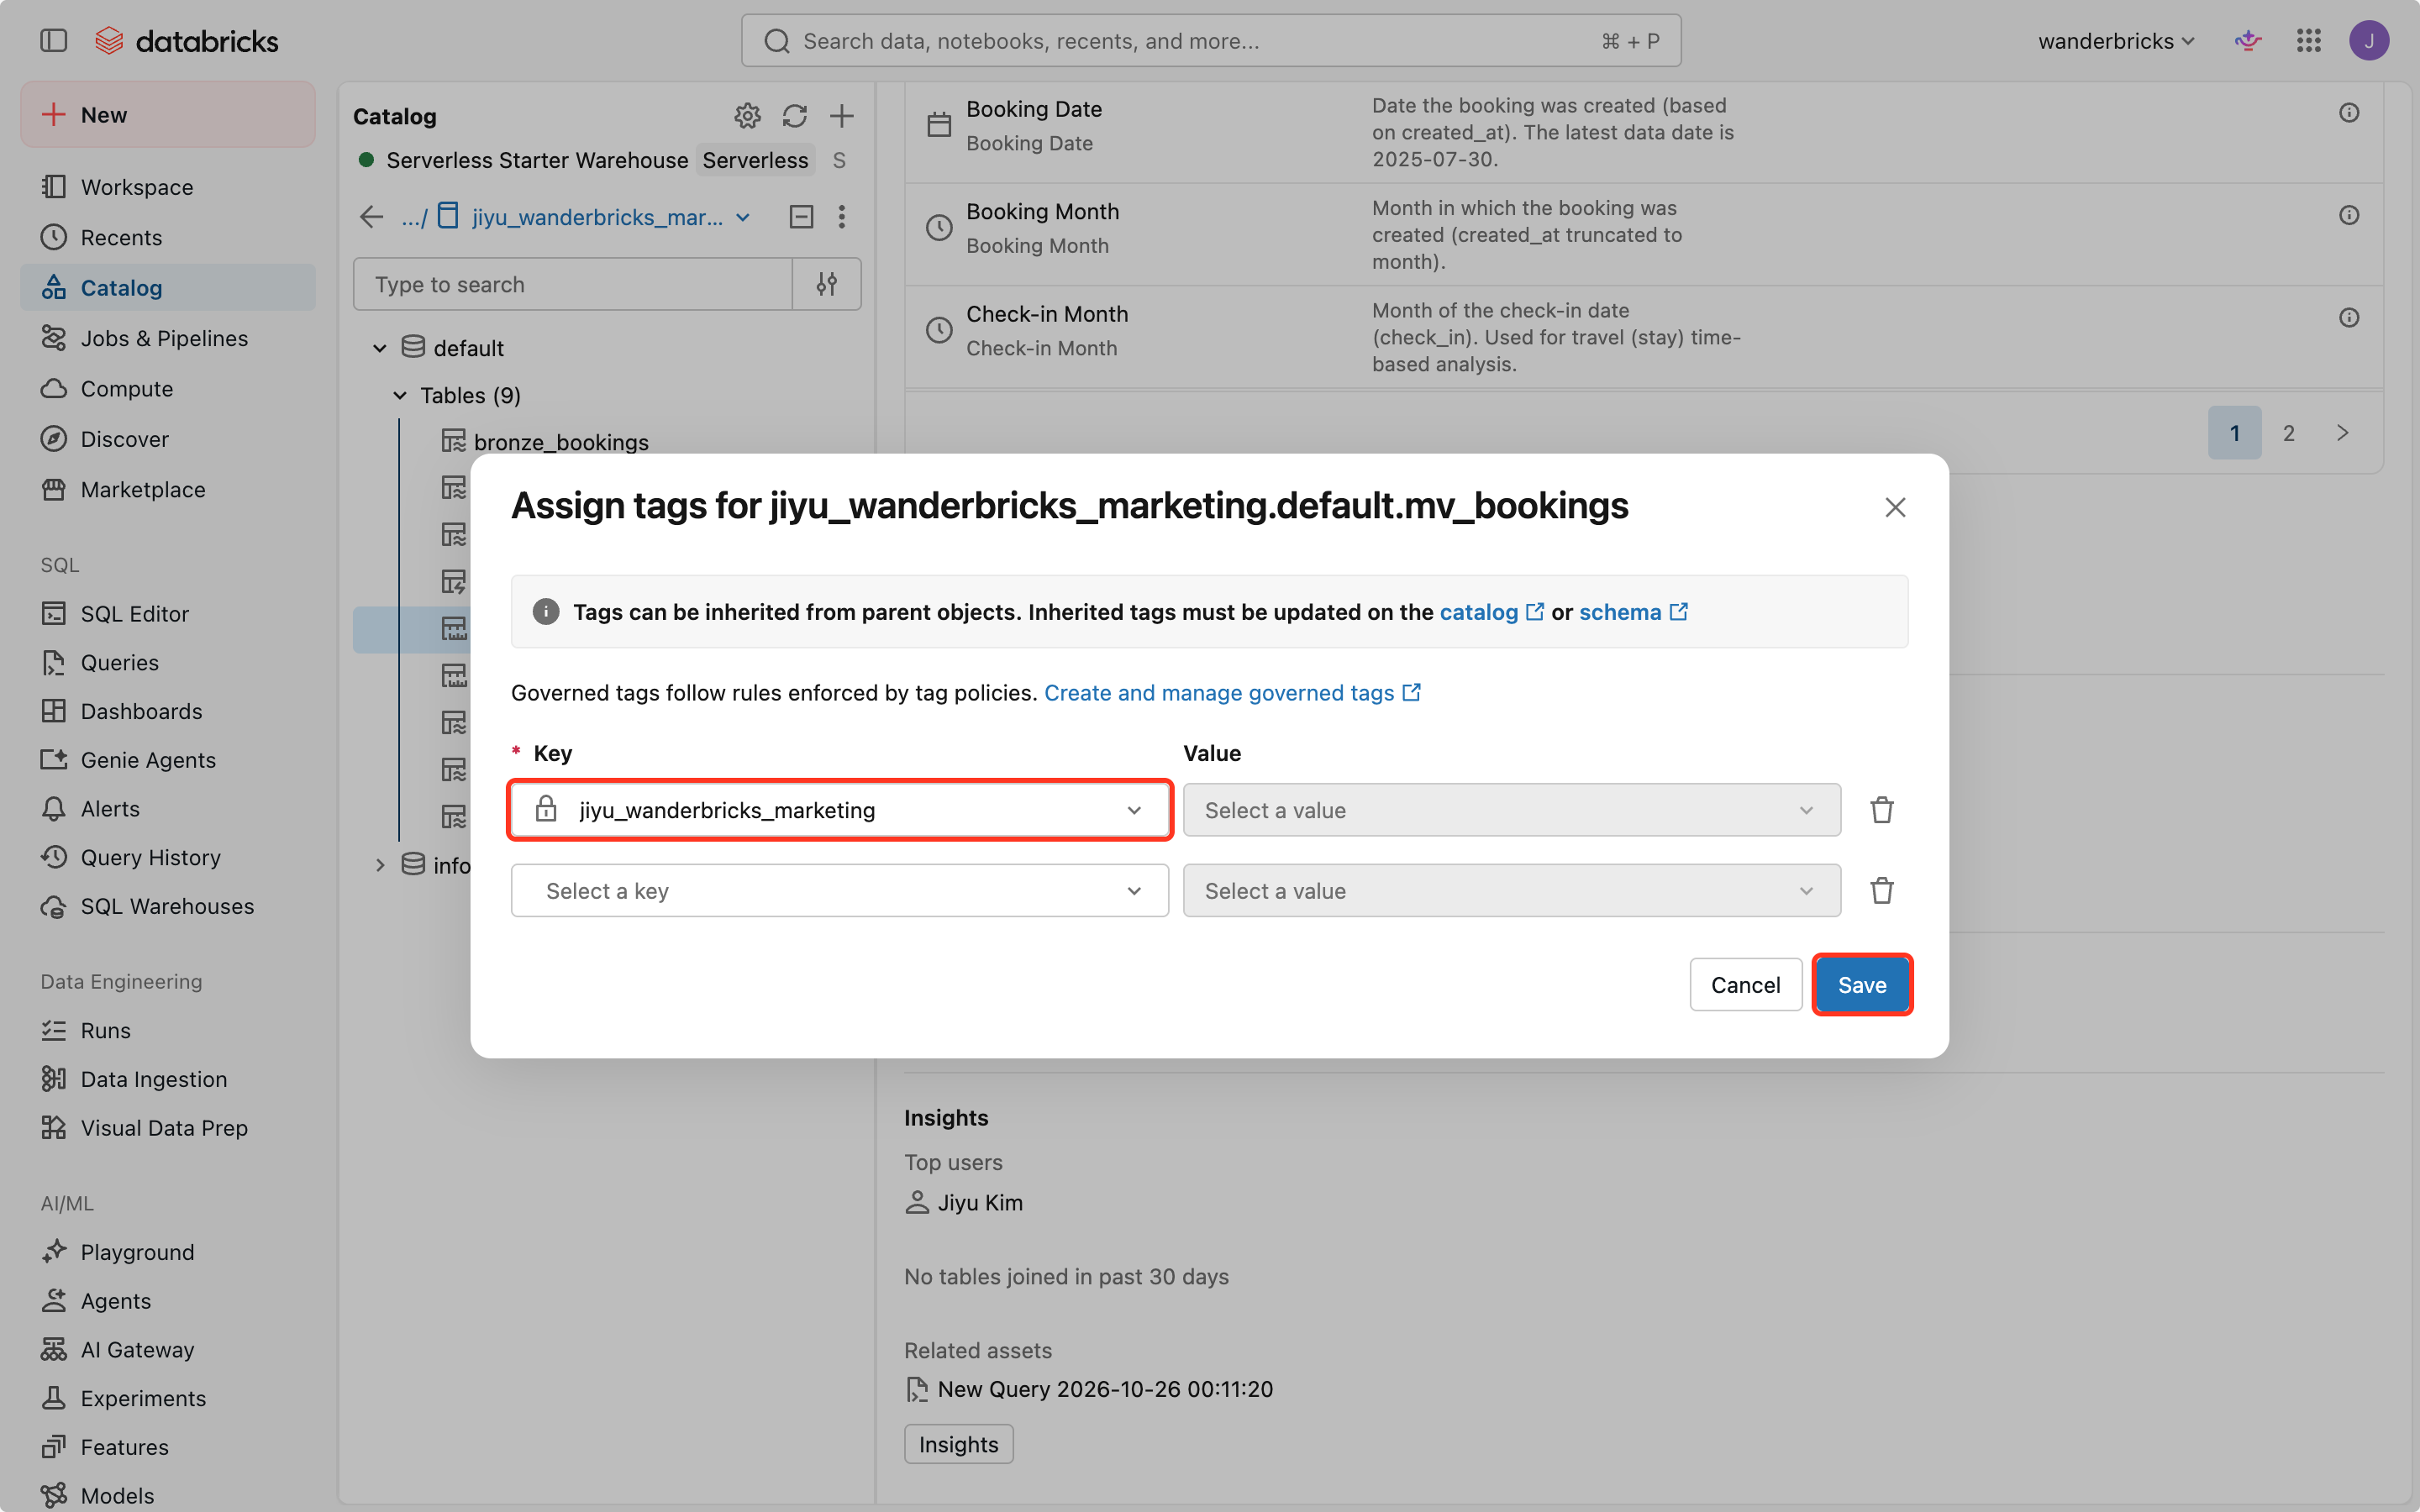 databricks
Search data, notebooks, recents, and more...
⌘ + P
wanderbricks
J
New
Workspace
Recents
Catalog
Jobs & Pipelines
Compute
Discover
Marketplace
SQL
SQL Editor
Queries
Dashboards
Genie Agents
Alerts
Query History
SQL Warehouses
Data Engineering
Runs
Data Ingestion
Visual Data Prep
AI/ML
Playground
Agents
AI Gateway
Experiments
Features
Models
Catalog
Serverless Starter Warehouse Serverless S
.../ jiyu_wanderbricks_mar...
Type to search
default
Tables (9)
bronze_bookings
info
Booking Date
Booking Date
Date the booking was created (based
on created_at). The latest data date is
2025-07-30.
Booking Month
Booking Month
Month in which the booking was
created (created_at truncated to
month).
Check-in Month
Check-in Month
Month of the check-in date
(check_in). Used for travel (stay) time-
based analysis.
1 2
Assign tags for jiyu_wanderbricks_marketing.default.mv_bookings
Tags can be inherited from parent objects. Inherited tags must be updated on the catalog or schema
Governed tags follow rules enforced by tag policies. Create and manage governed tags
* Key
Value
jiyu_wanderbricks_marketing
Select a value
Select a key
Select a value
Cancel
Save
Insights
Top users
Jiyu Kim
No tables joined in past 30 days
Related assets
New Query 2026-10-26 00:11:20
Insights